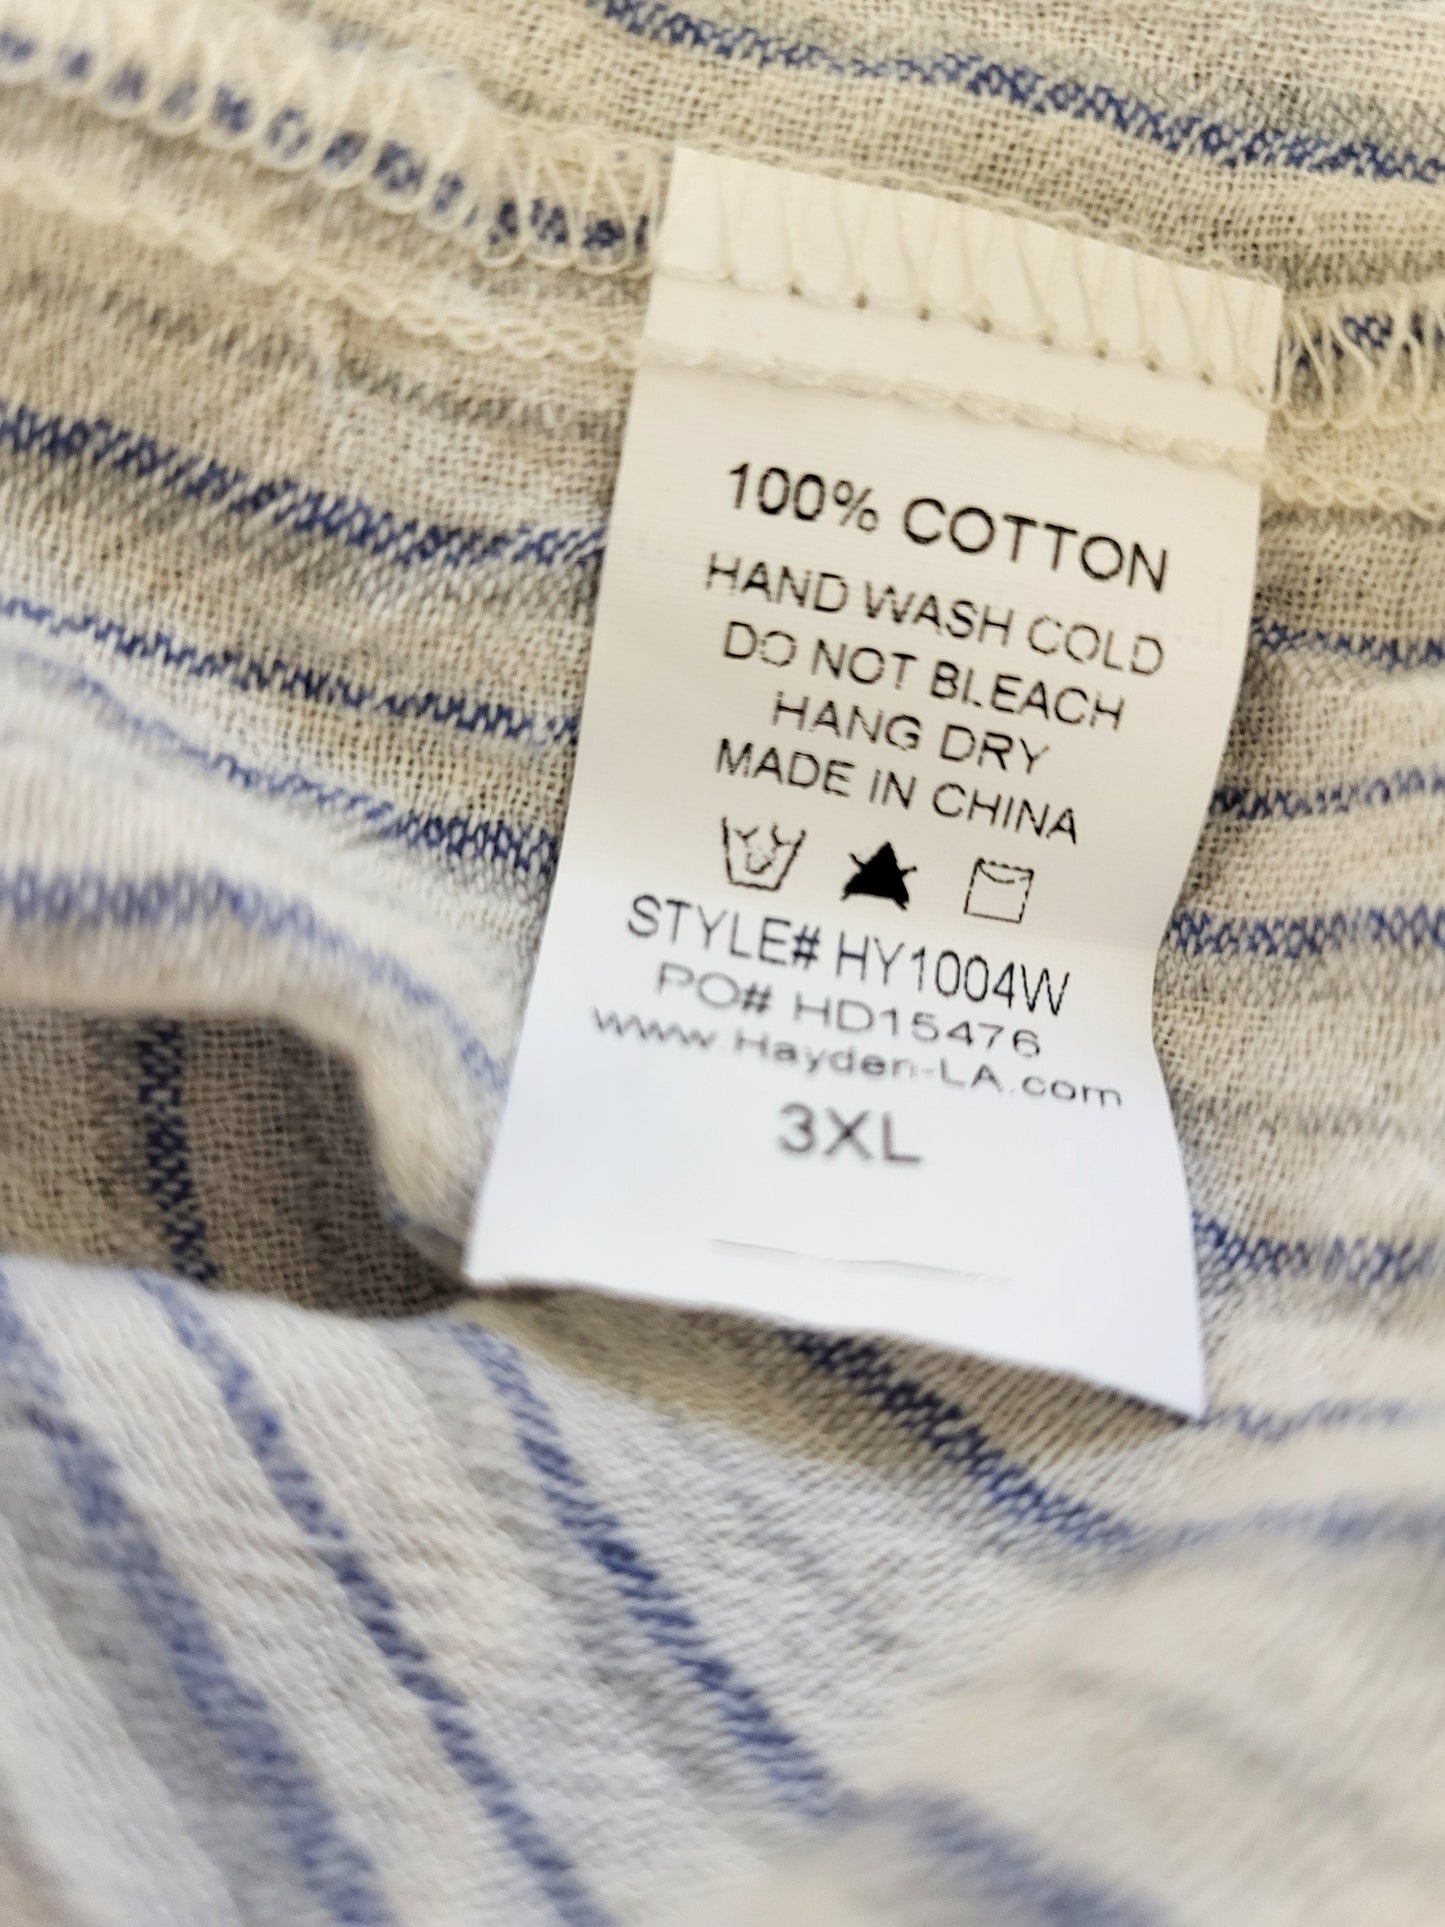 100% COTTON
HAND WASH COLD
DO NOT BLEACH
HANG DRY
MADE IN CHINA
STYLE# HY1004W
PO# HD15476
www.Hayden-LA.com
3XL